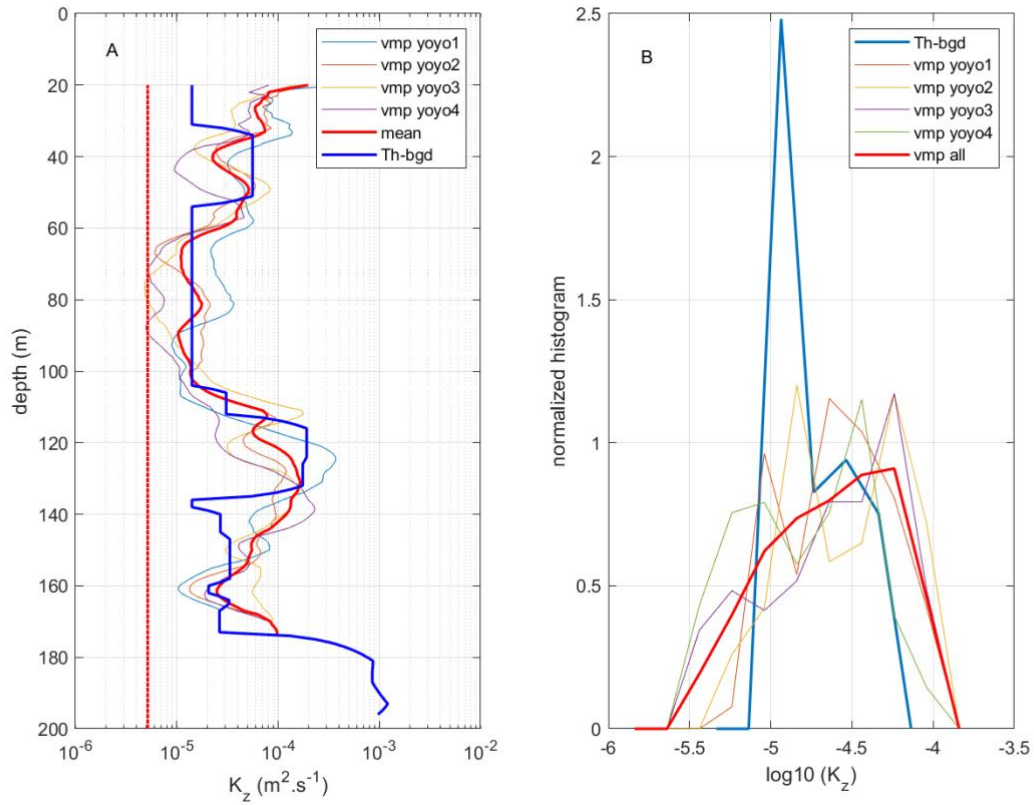 A
vmp yoyo1
vmp yoyo2
vmp yoyo3
vmp yoyo4
mean
Th-bgd
0
20
40
60
80
100
120
140
160
180
200
depth (m)
10^-6
10^-5
10^-4
10^-3
10^-2
K_z (m^2.s^-1)
B
Th-bgd
vmp yoyo1
vmp yoyo2
vmp yoyo3
vmp yoyo4
vmp all
2.5
2
1.5
1
0.5
0
normalized histogram
-6
-5.5
-5
-4.5
-4
-3.5
log10 (K_z)